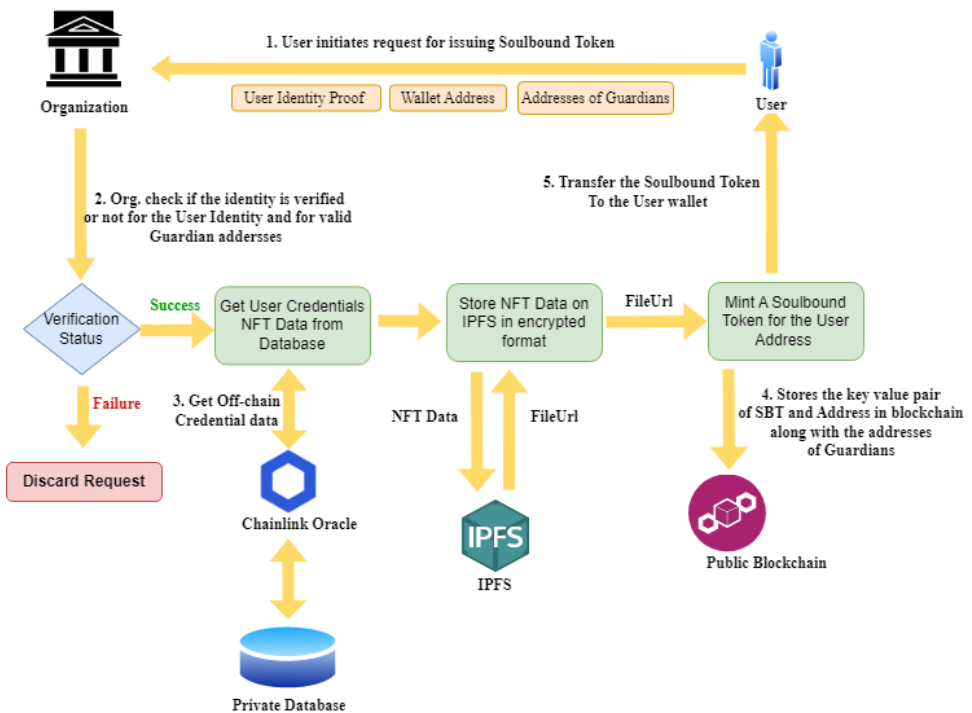 1. User initiates request for issuing Soulbound Token
User Identity Proof
Wallet Address
Addresses of Guardians
Organization
User
2. Org. check if the identity is verified
or not for the User Identity and for valid
Guardian addersses
5. Transfer the Soulbound Token
To the User wallet
Verification
Status
Success
Get User Credentials
NFT Data from
Database
Store NFT Data on
IPFS in encrypted
format
FileUrl
Mint A Soulbound
Token for the User
Address
Failure
Discard Request
3. Get Off-chain
Credential data
NFT Data
FileUrl
4. Stores the key value pair
of SBT and Address in blockchain
along with the addresses
of Guardians
Chainlink Oracle
IPFS
IPFS
Public Blockchain
Private Database